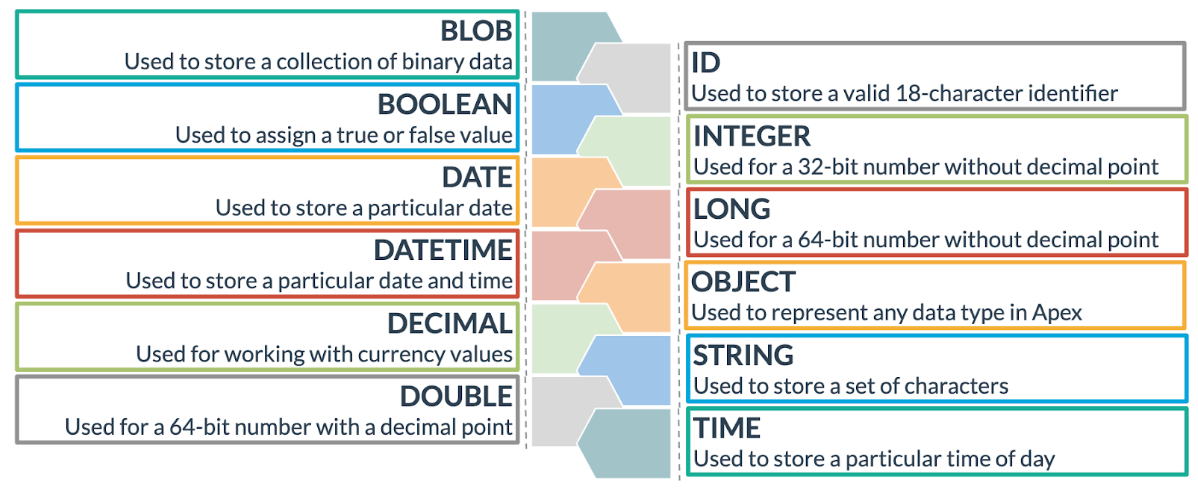 BLOB
Used to store a collection of binary data
BOOLEAN
Used to assign a true or false value
DATE
Used to store a particular date
DATETIME
Used to store a particular date and time
DECIMAL
Used for working with currency values
DOUBLE
Used for a 64-bit number with a decimal point
ID
Used to store a valid 18-character identifier
INTEGER
Used for a 32-bit number without decimal point
LONG
Used for a 64-bit number without decimal point
OBJECT
Used to represent any data type in Apex
STRING
Used to store a set of characters
TIME
Used to store a particular time of day